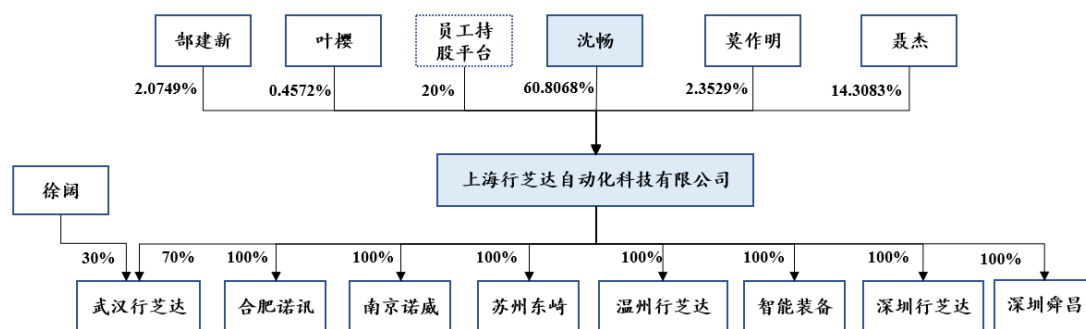 郜建新
叶樱
员工持
股平台
沈畅
莫作明
聂杰
2.0749%
0.4572%
20%
60.8068%
2.3529%
14.3083%
上海行芝达自动化科技有限公司
徐阔
30%
70%
100%
100%
100%
100%
100%
100%
100%
武汉行芝达
合肥诺讯
南京诺威
苏州东崎
温州行芝达
智能装备
深圳行芝达
深圳舜昌